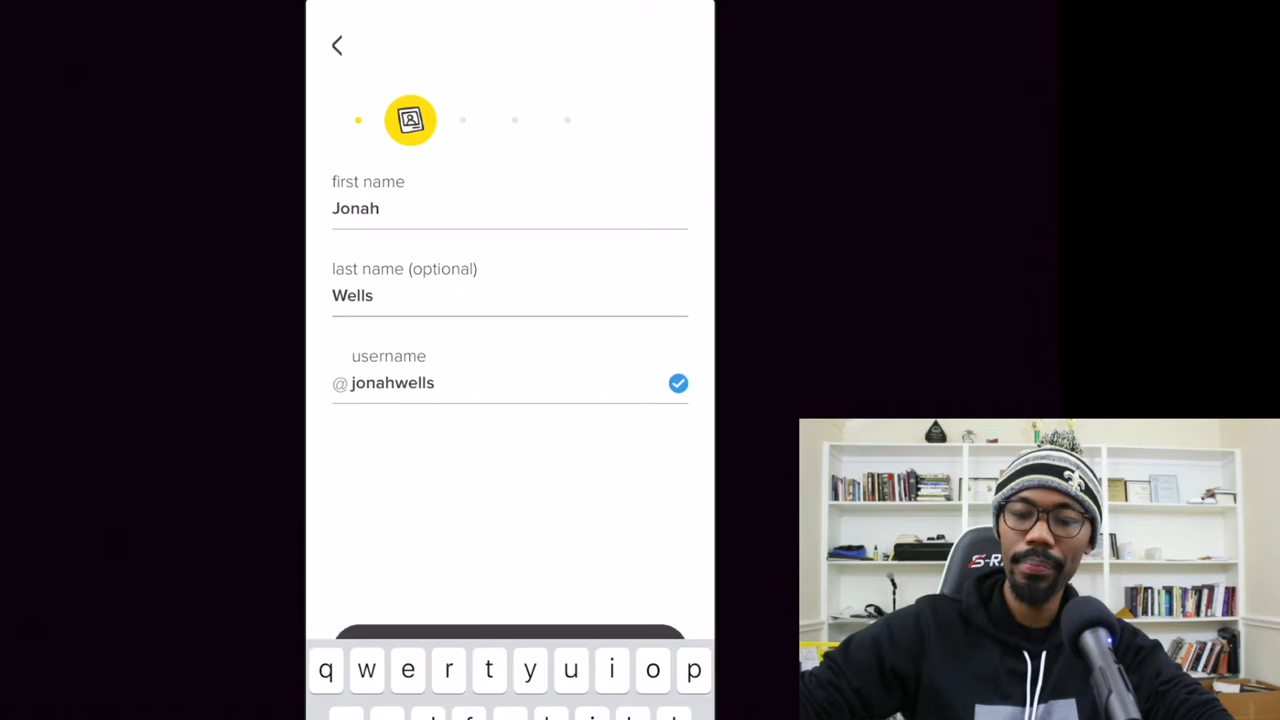 first name
Jonah
last name (optional)
Wells
username
@ jonahwells
q w e r t y u i o p